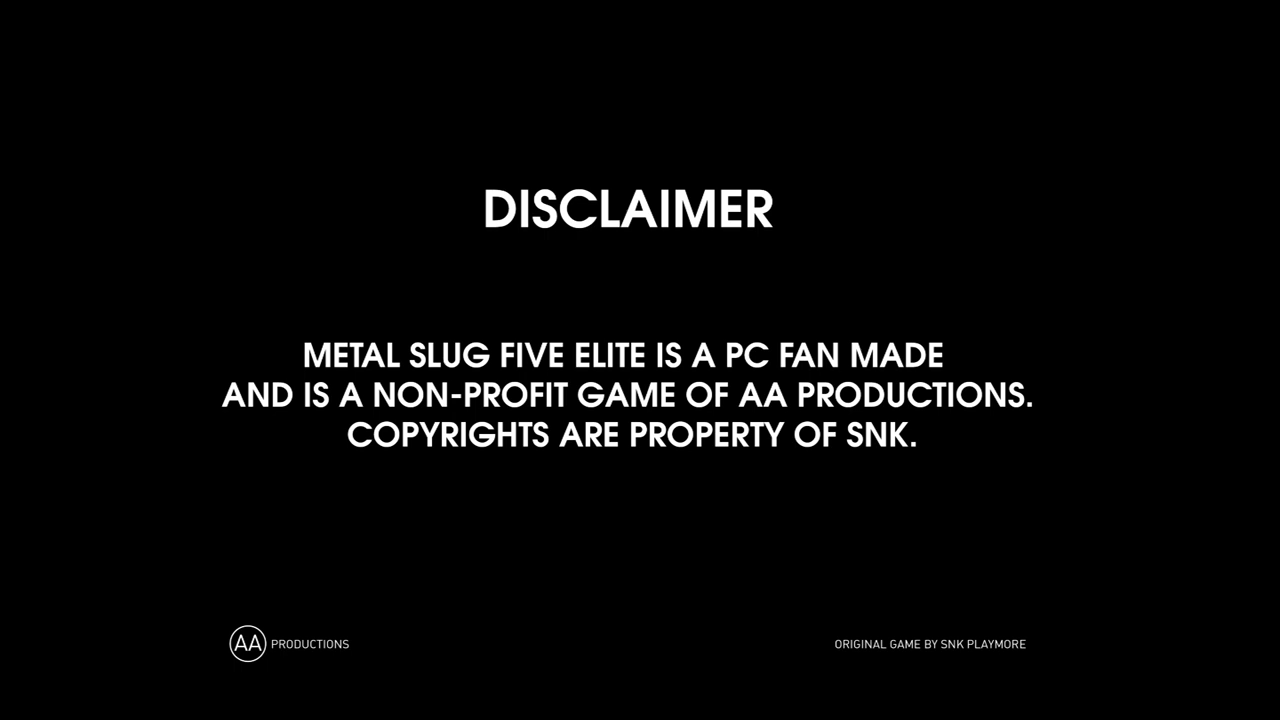 DISCLAIMER
METAL SLUG FIVE ELITE IS A PC FAN MADE
AND IS A NON-PROFIT GAME OF AA PRODUCTIONS.
COPYRIGHTS ARE PROPERTY OF SNK.
AA PRODUCTIONS
ORIGINAL GAME BY SNK PLAYMORE